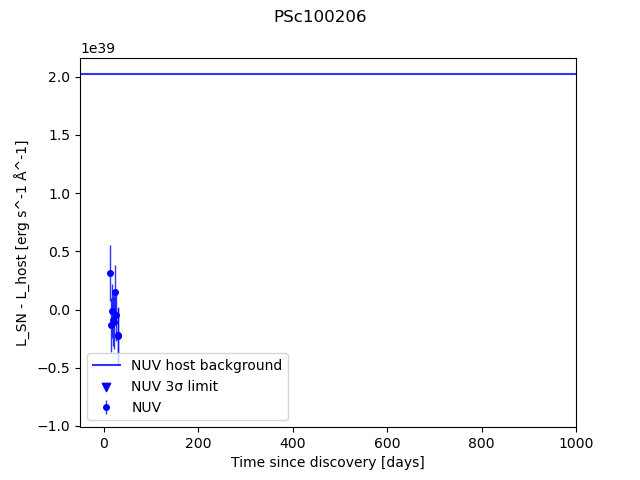 PSc100206
1e39
2.0
1.5
1.0
0.5
0.0
−0.5
−1.0
L_SN - L_host [erg s^-1 Å^-1]
NUV host background
NUV 3σ limit
NUV
0 200 400 600 800 1000
Time since discovery [days]